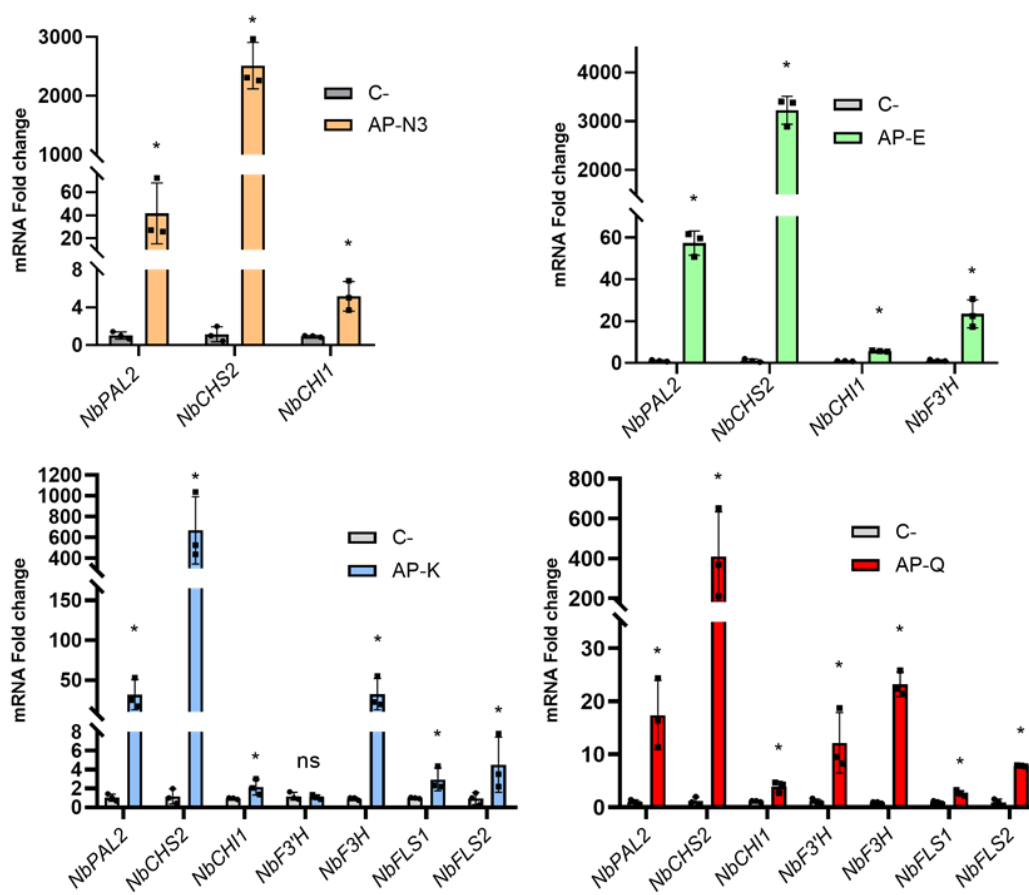 mRNA Fold change
3000
2000
1000
60
40
20
8
4
0
*
*
*
C-
AP-N3
NbPAL2
NbCHS2
NbCHI1
mRNA Fold change
4000
3000
2000
60
40
20
0
*
*
*
*
C-
AP-E
NbPAL2
NbCHS2
NbCHI1
NbF3'H
mRNA Fold change
1200
1000
800
600
400
150
100
50
8
6
4
2
0
*
*
*
ns
*
*
*
C-
AP-K
NbPAL2
NbCHS2
NbCHI1
NbF3'H
NbF3H
NbFLS1
NbFLS2
mRNA Fold change
800
600
400
200
30
20
10
0
*
*
*
*
*
*
*
C-
AP-Q
NbPAL2
NbCHS2
NbCHI1
NbF3'H
NbF3H
NbFLS1
NbFLS2